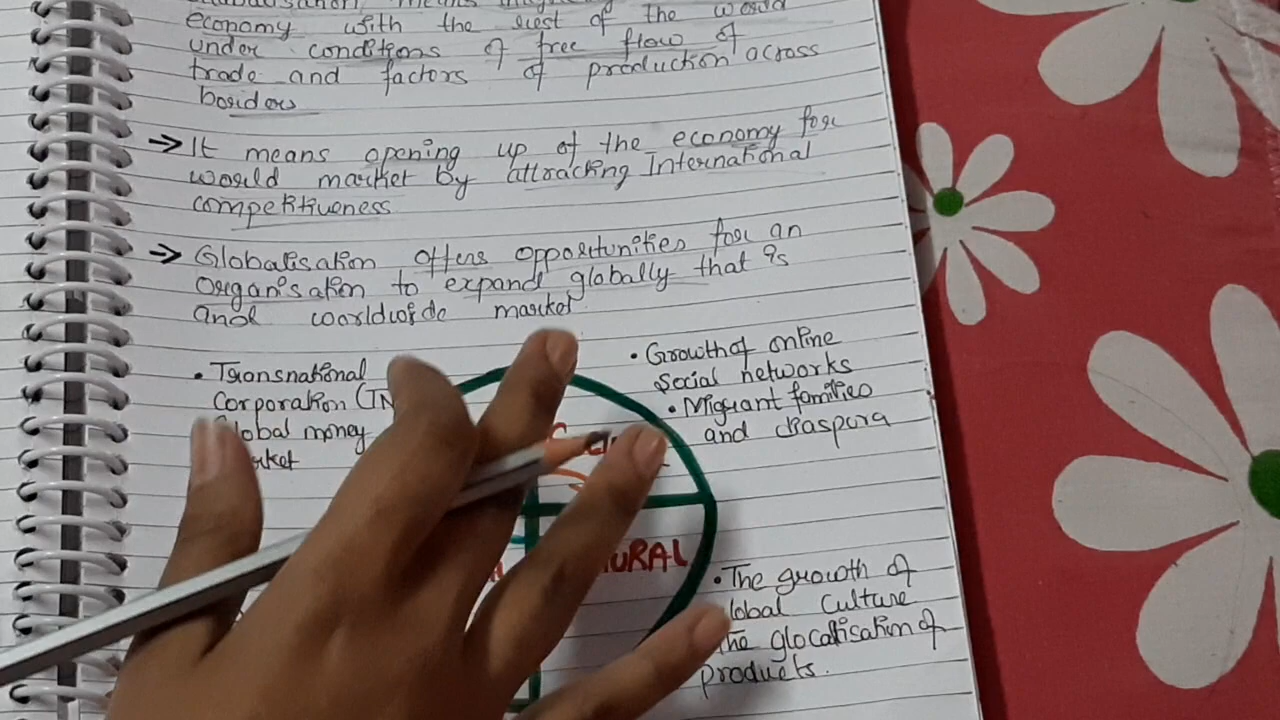 economy with the rest of the world
under conditions of free flow of
trade and factors of production across
borders
→ It means opening up of the economy for
world market by attracking International
competitiveness
→ Globalisation offers opportunities for an
Organisation to expand globally that is
and worldwide market
• Transnational
Corporation (TN
Global money
• Growth of online
Social networks
• Migrant families
and diaspora
URAL
• The growth of
lobal Culture
The glocalisation of
products.